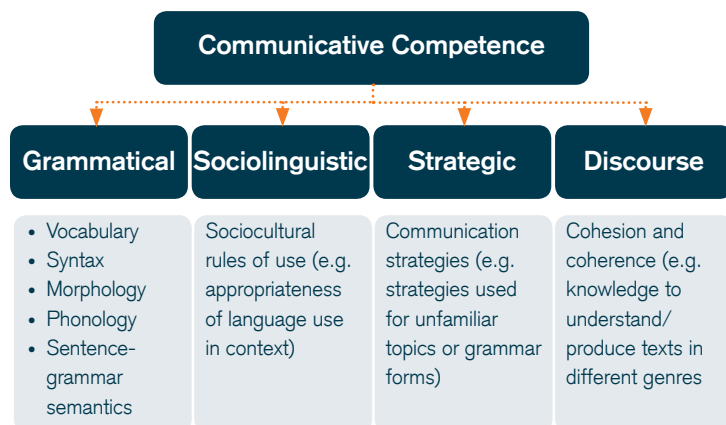 Communicative Competence
Grammatical
Sociolinguistic
Strategic
Discourse
• Vocabulary
• Syntax
• Morphology
• Phonology
• Sentence-
grammar
semantics
Sociocultural
rules of use (e.g.
appropriateness
of language use
in context)
Communication
strategies (e.g.
strategies used
for unfamiliar
topics or grammar
forms)
Cohesion and
coherence (e.g.
knowledge to
understand/
produce texts in
different genres